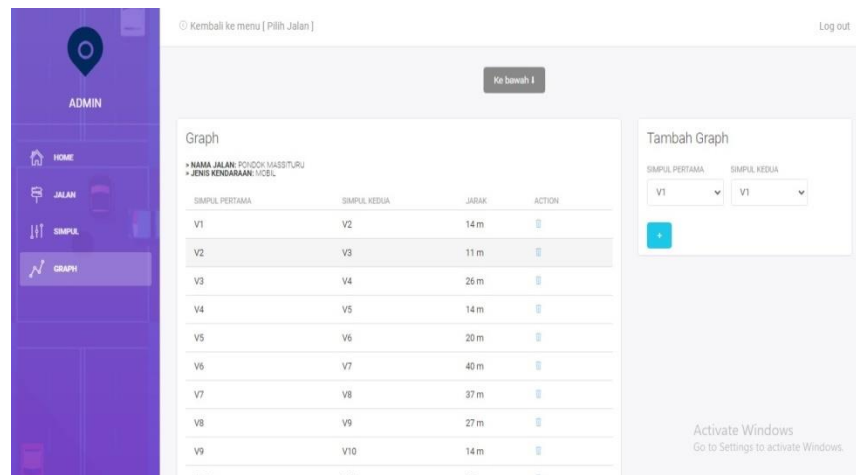 Kembali ke menu [ Pilih Jalan ]
Log out
ADMIN
HOME
JALAN
SIMPUL
GRAPH
Ke bawah
Graph
» NAMA JALAN: PONDOK MASSITURU
» JENIS KENDARAAN: MOBIL
SIMPUL PERTAMA SIMPUL KEDUA JARAK ACTION
V1 V2 14 m
V2 V3 11 m
V3 V4 26 m
V4 V5 14 m
V5 V6 20 m
V6 V7 40 m
V7 V8 37 m
V8 V9 27 m
V9 V10 14 m
Tambah Graph
SIMPUL PERTAMA SIMPUL KEDUA
V1 V1
+
Activate Windows
Go to Settings to activate Windows.